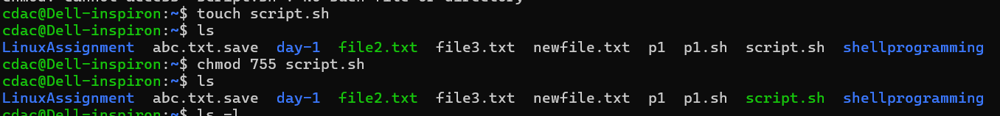 chmod: cannot access 'script.sh': No such file or directory
cdac@Dell-inspiron:~$ touch script.sh
cdac@Dell-inspiron:~$ ls
LinuxAssignment abc.txt.save day-1 file2.txt file3.txt newfile.txt p1 p1.sh script.sh shellprogramming
cdac@Dell-inspiron:~$ chmod 755 script.sh
cdac@Dell-inspiron:~$ ls
LinuxAssignment abc.txt.save day-1 file2.txt file3.txt newfile.txt p1 p1.sh script.sh shellprogramming
cdac@Dell-inspiron:~$ ls -l